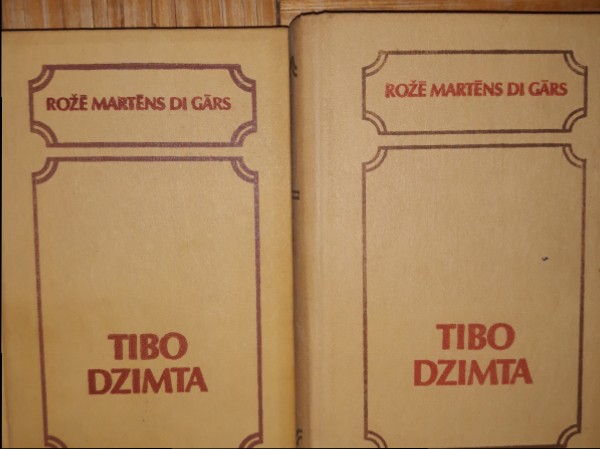 ROŽĒ MARTĒNS DI GĀRS
TIBO
DZIMTA
ROŽĒ MARTĒNS DI GĀRS
TIBO
DZIMTA